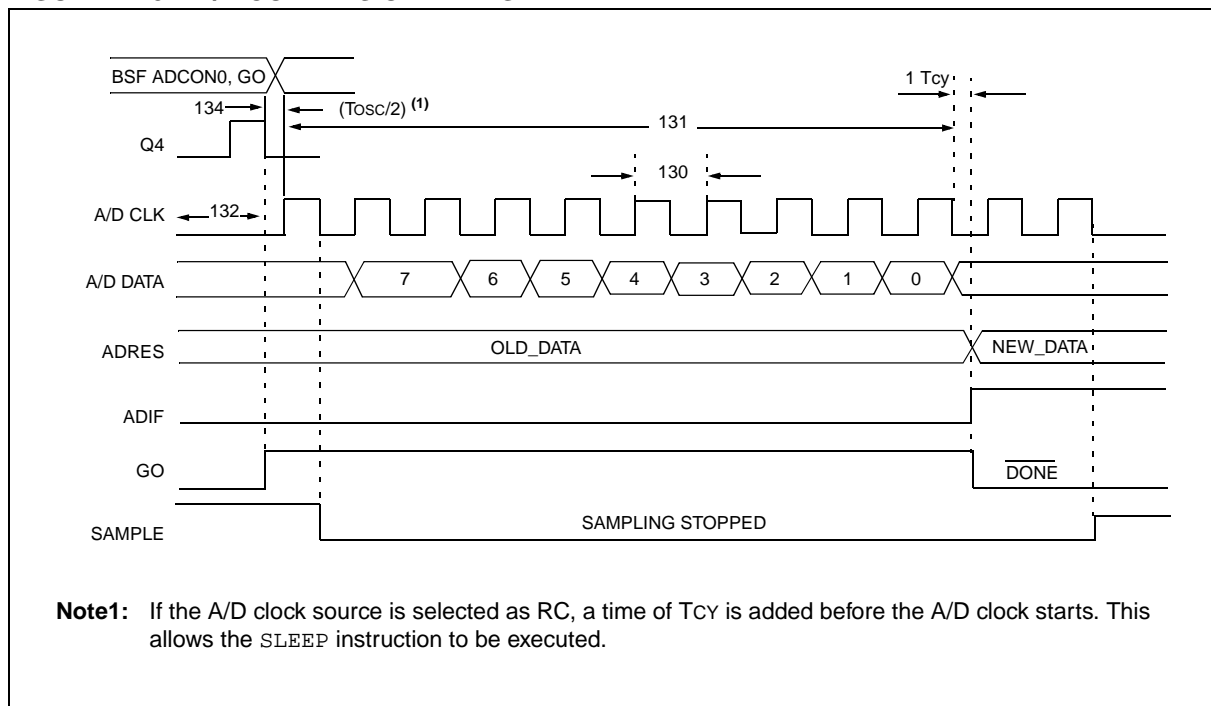 BSF ADCON0, GO
1 TCY
134
(TOSC/2) (1)
131
Q4
130
A/D CLK
132
A/D DATA
7 6 5 4 3 2 1 0
ADRES
OLD_DATA
NEW_DATA
ADIF
GO
DONE
SAMPLE
SAMPLING STOPPED
Note1: If the A/D clock source is selected as RC, a time of TCY is added before the A/D clock starts. This
allows the SLEEP instruction to be executed.